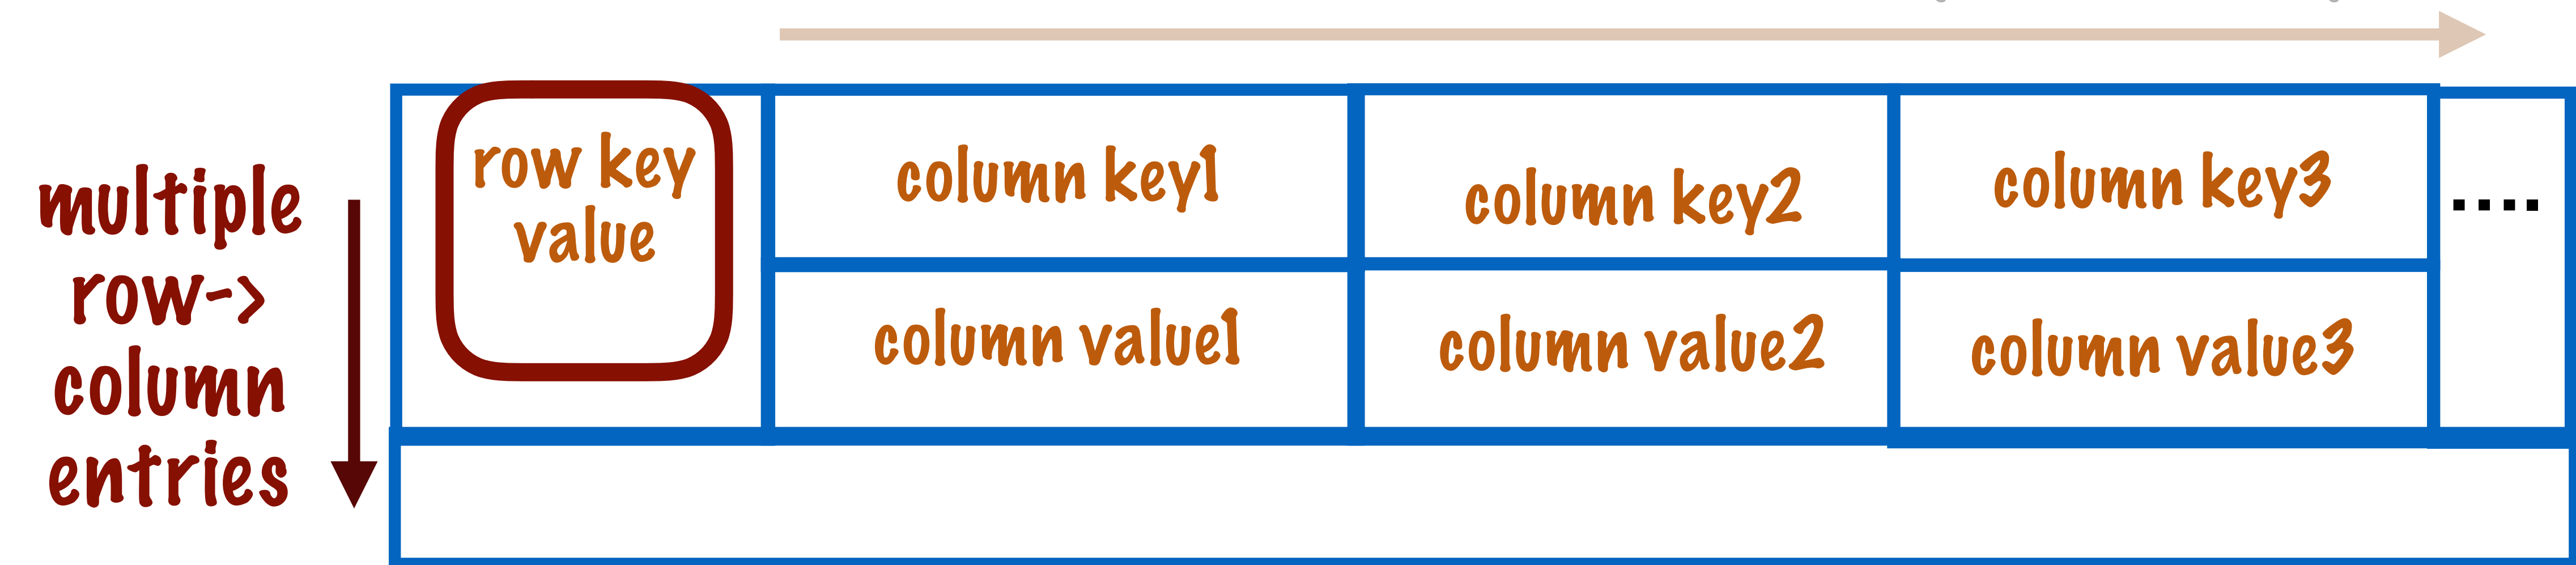 multiple
row->
column
entries
row key
value
column key1
column key2
column key3
....
column value1
column value2
column value3